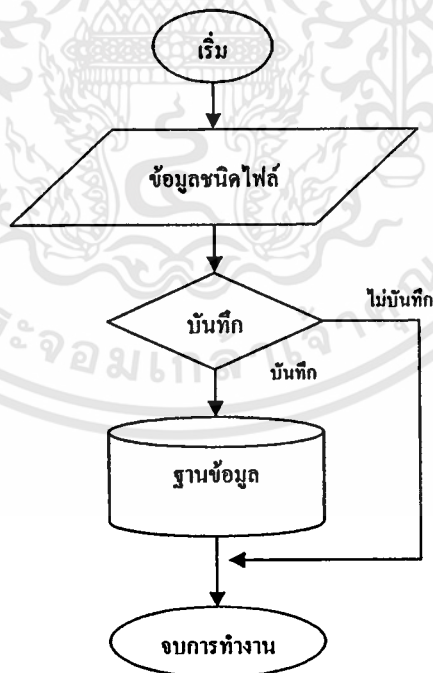 เริ่ม
ข้อมูลชนิดไฟล์
บันทึก
ไม่บันทึก
บันทึก
ฐานข้อมูล
จบการทำงาน